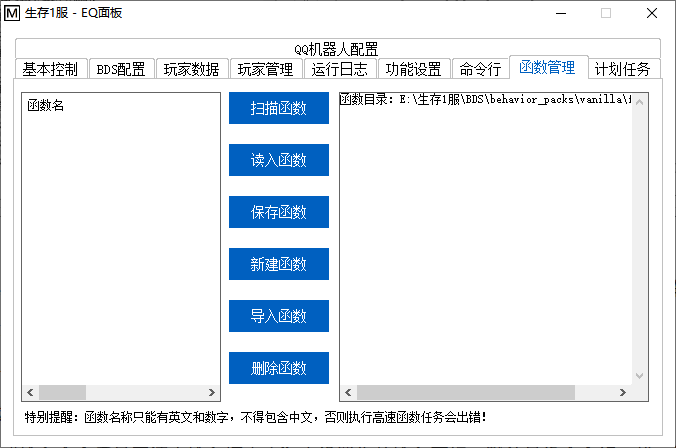 生存1服 - EQ面板
QQ机器人配置
基本控制 BDS配置 玩家数据 玩家管理 运行日志 功能设置 命令行 函数管理 计划任务
函数名
扫描函数
读入函数
保存函数
新建函数
导入函数
删除函数
函数目录：E:\生存1服\BDS\behavior_packs\vanilla\
特别提醒：函数名称只能有英文和数字，不得包含中文，否则执行高速函数任务会出错！